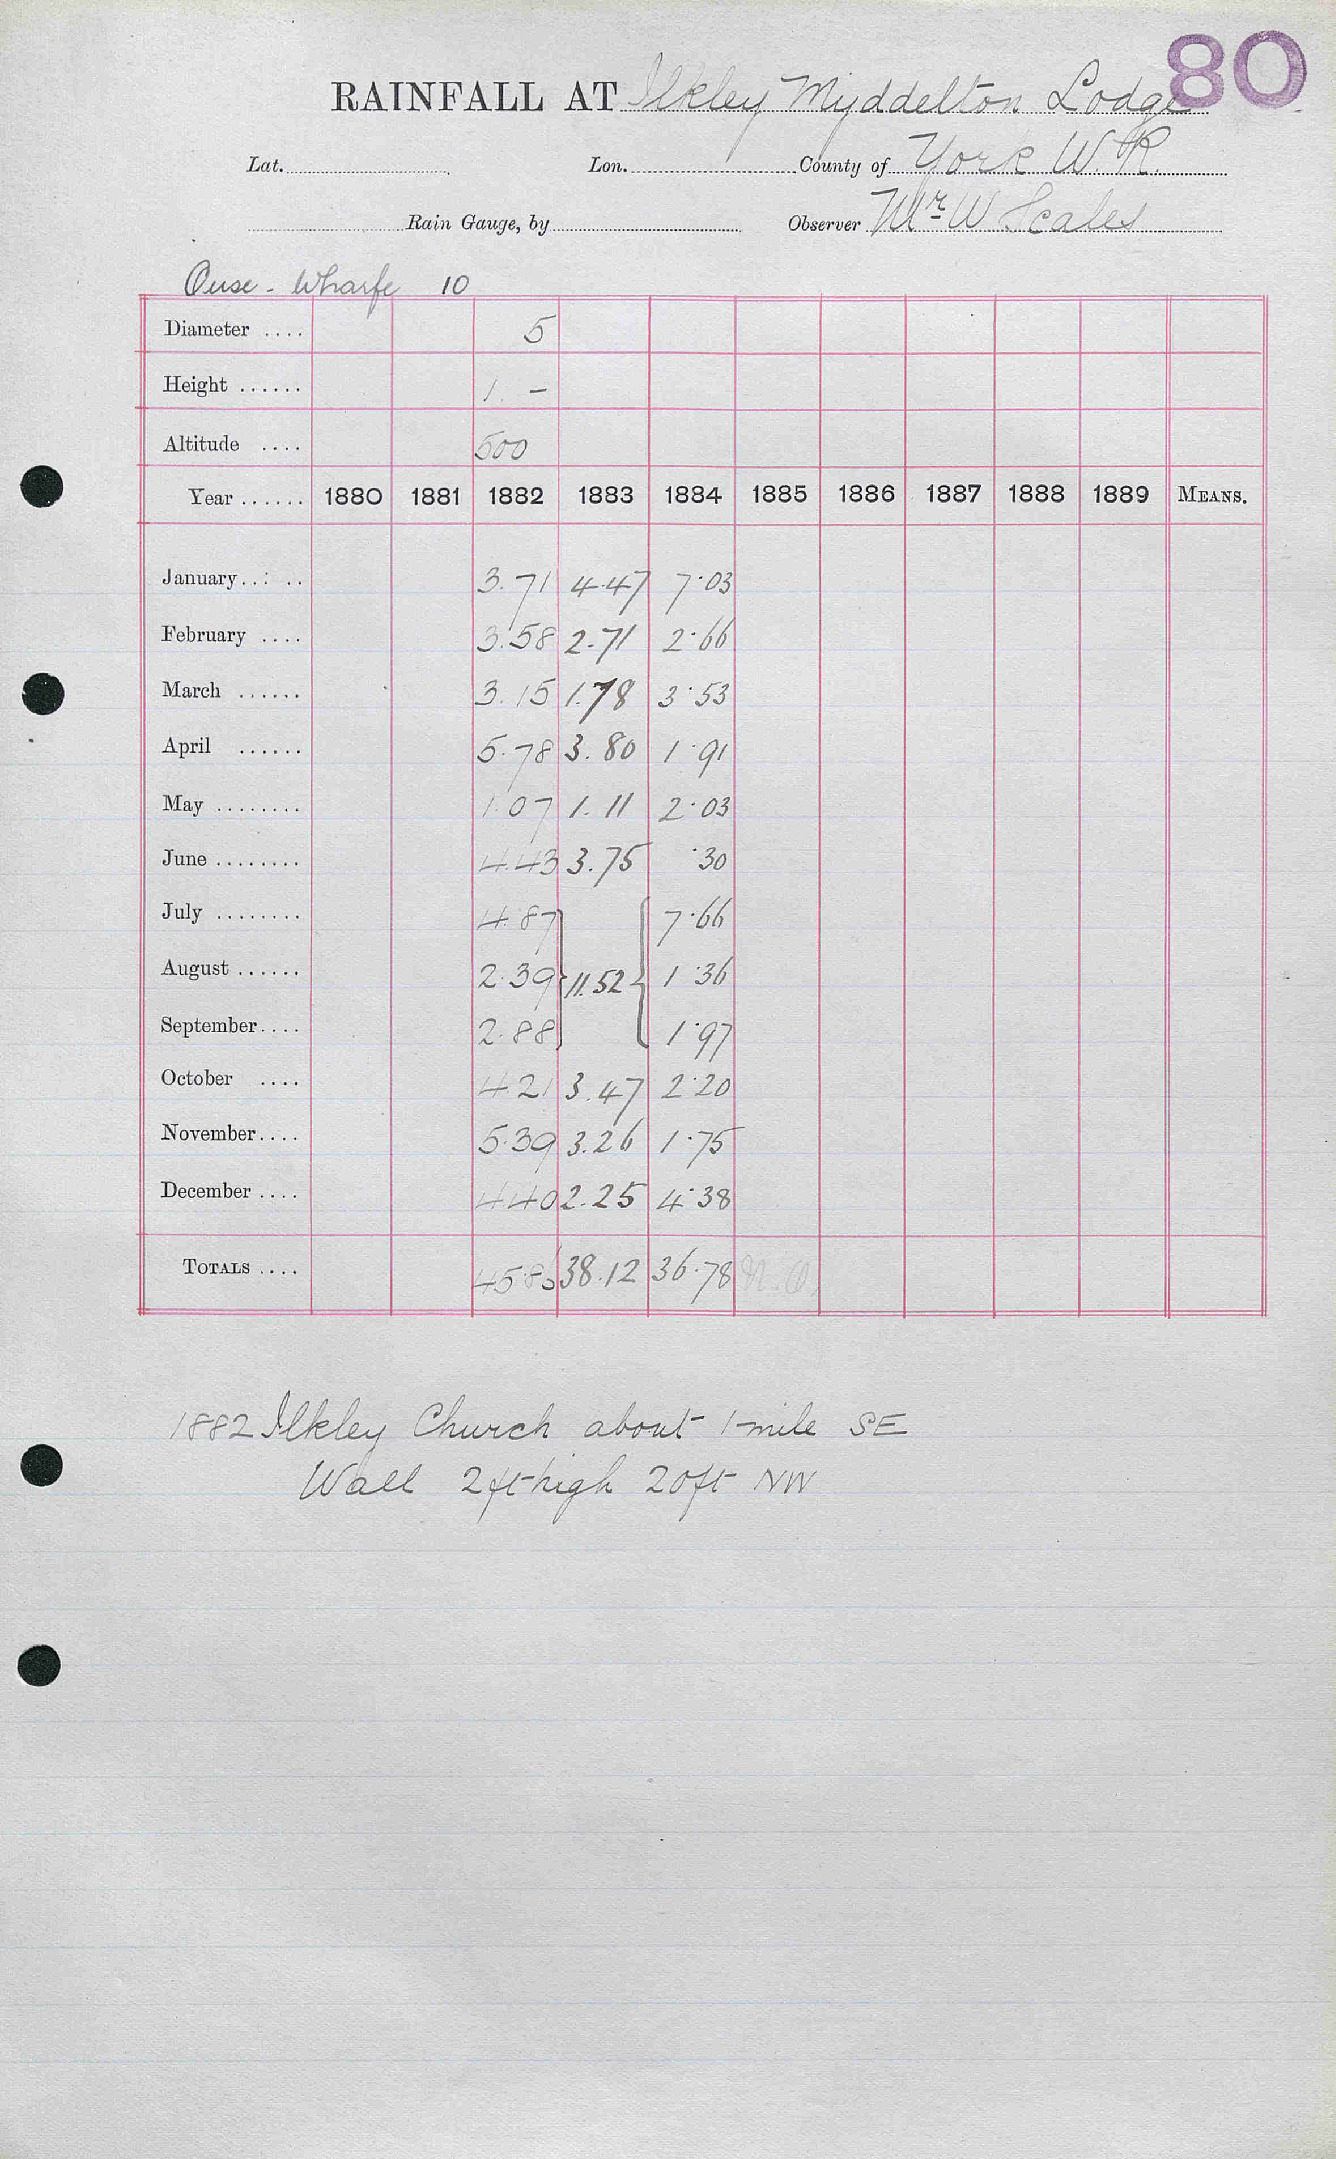 80
RAINFALL AT Ilkley Myddelton Lodge
Lat. Lon. County of York W.R.
Rain Gauge, by Observer Mr W Scales
Ouse - Wharfe 10
Diameter .... 5
Height ...... 1. -
Altitude .... 500
Year ...... 1880 1881 1882 1883 1884 1885 1886 1887 1888 1889 MEANS.
January.. : .. 3.71 4.47 7.03
February .... 3.58 2.71 2.66
March ...... 3.15 1.78 3.53
April ...... 5.78 3.80 1.91
May ........ 1.07 1.11 2.03
June ........ 4.43 3.75 .30
July ........ 4.87 7.66
August ...... 2.39 11.52 1.36
September.... 2.88 1.97
October .... 4.21 3.47 2.20
November.... 5.39 3.26 1.75
December .... 4.40 2.25 4.38
TOTALS .... 45.86 38.12 36.78
1882 Ilkley Church about 1 mile SE
Wall 2ft high 20ft NW